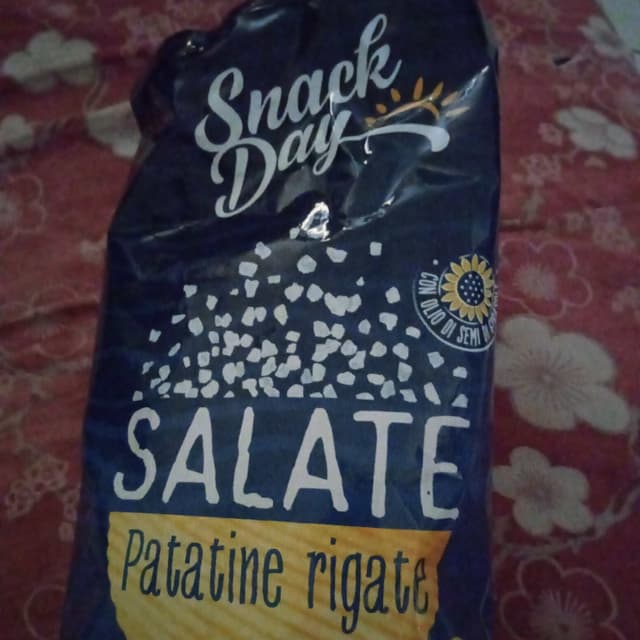 Snack
Day
CON OLIO DI SEMI DI
SALATE
Patatine rigate